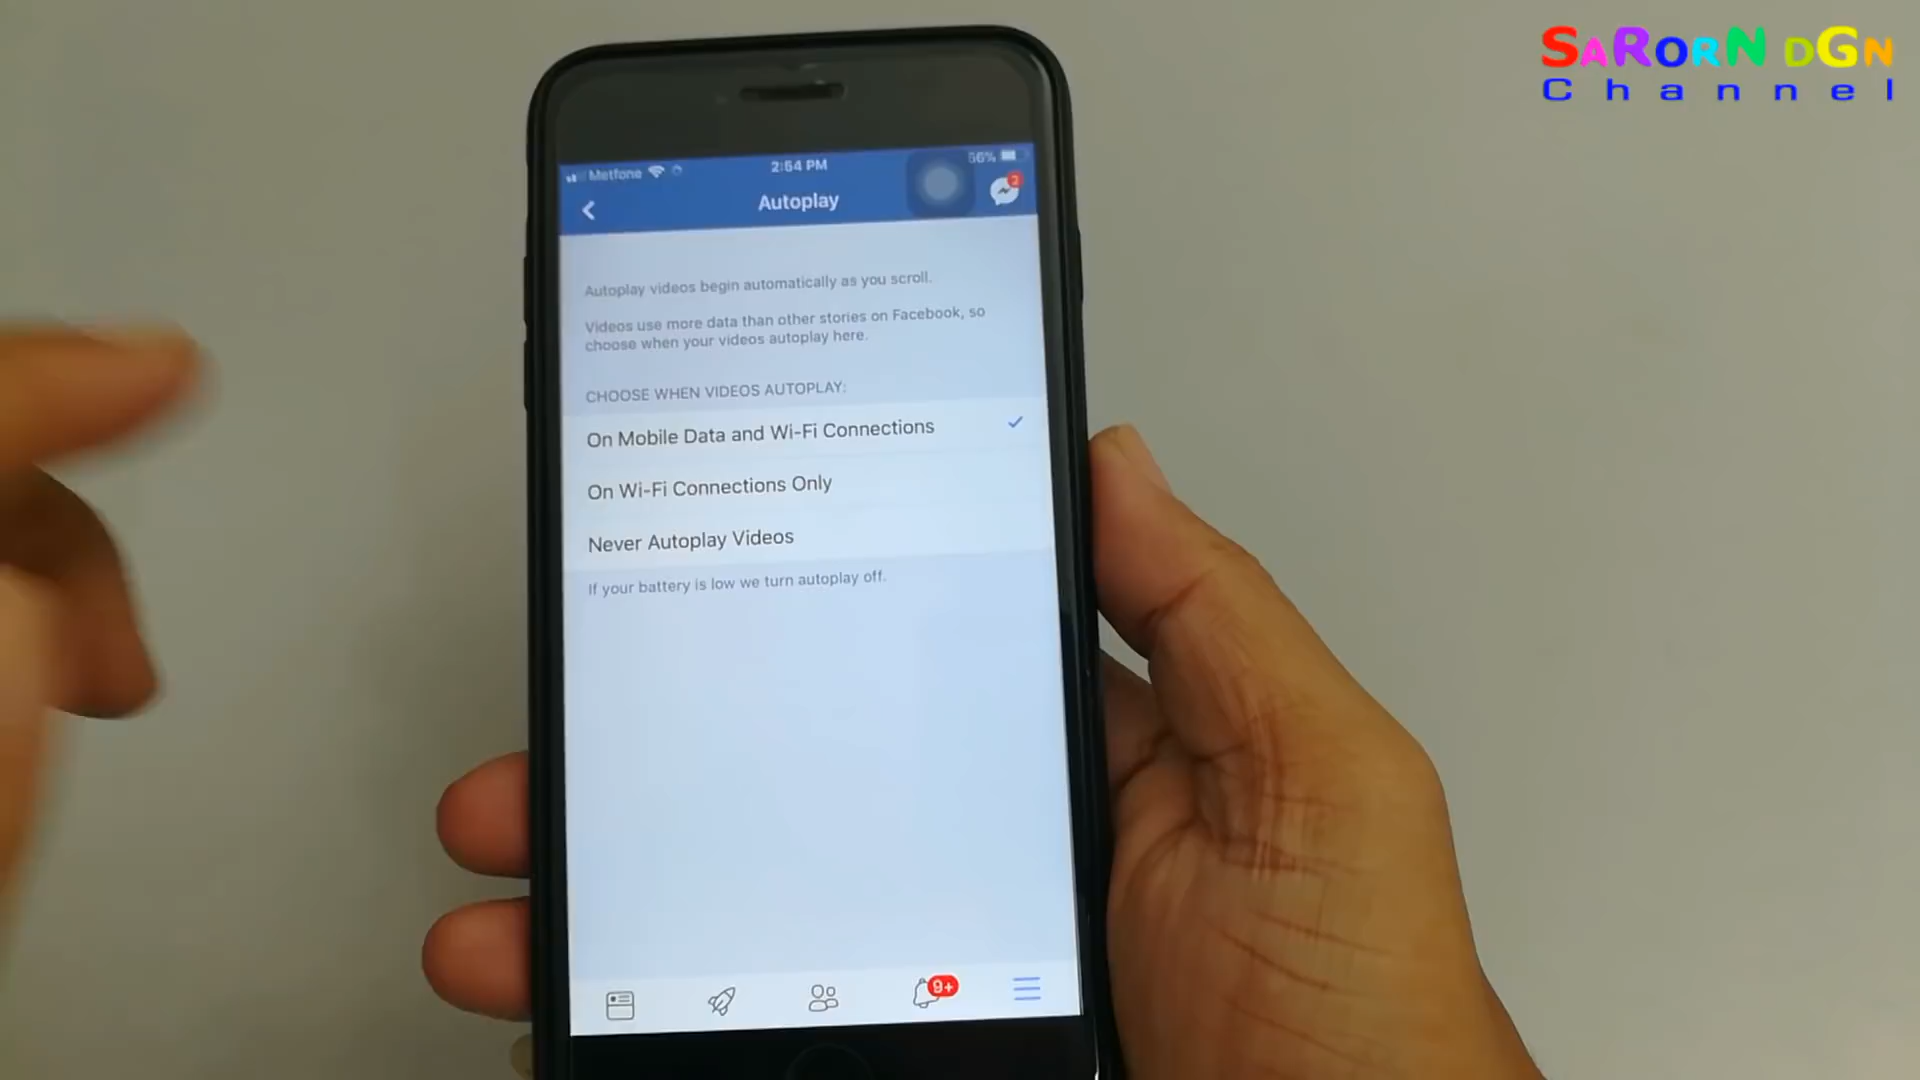 SaRorN DGN
Channel
Metfone
2:54 PM
56%
Autoplay
2
Autoplay videos begin automatically as you scroll.
Videos use more data than other stories on Facebook, so
choose when your videos autoplay here.
CHOOSE WHEN VIDEOS AUTOPLAY:
On Mobile Data and Wi-Fi Connections
On Wi-Fi Connections Only
Never Autoplay Videos
If your battery is low we turn autoplay off.
9+